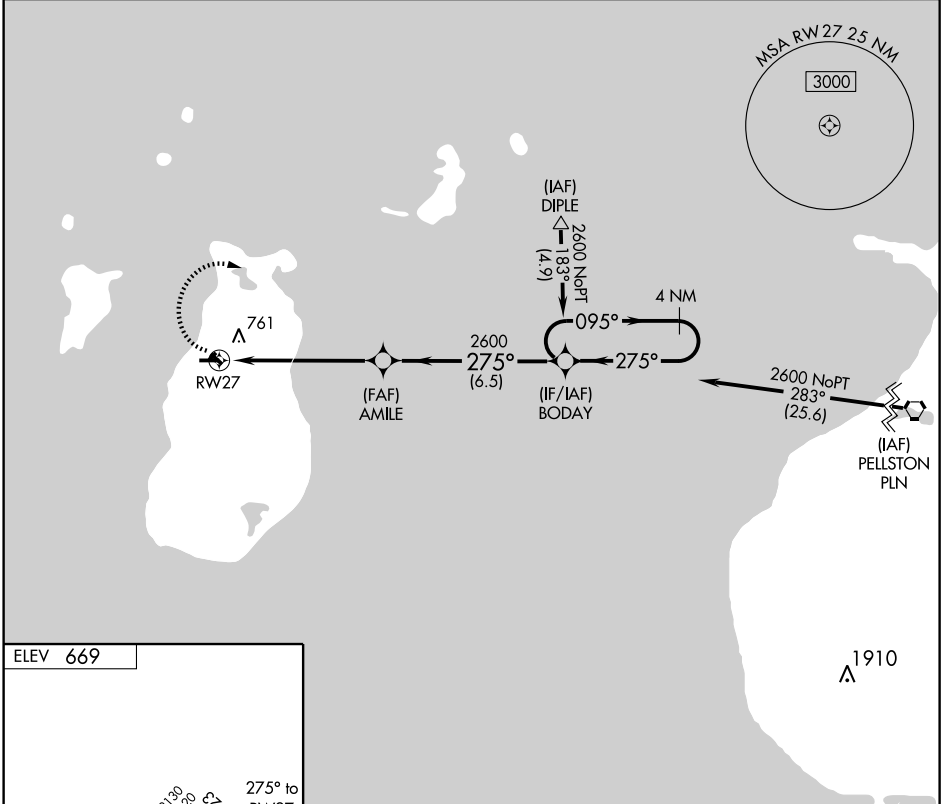 MSA RW27 25 NM
3000
(IAF)
DIPLE
2600 NoPT
183°
(4.9)
4 NM
095°
761
2600
275°
(6.5)
275°
RW27
(FAF)
AMILE
(IF/IAF)
BODAY
2600 NoPT
283°
(25.6)
(IAF)
PELLSTON
PLN
1910
ELEV 669
275° to